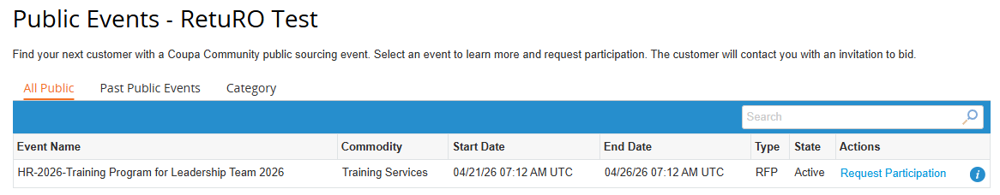 Public Events - RetuRO Test
Find your next customer with a Coupa Community public sourcing event. Select an event to learn more and request participation. The customer will contact you with an invitation to bid.
All Public Past Public Events Category
Search
Event Name Commodity Start Date End Date Type State Actions
HR-2026-Training Program for Leadership Team 2026 Training Services 04/21/26 07:12 AM UTC 04/26/26 07:12 AM UTC RFP Active Request Participation i